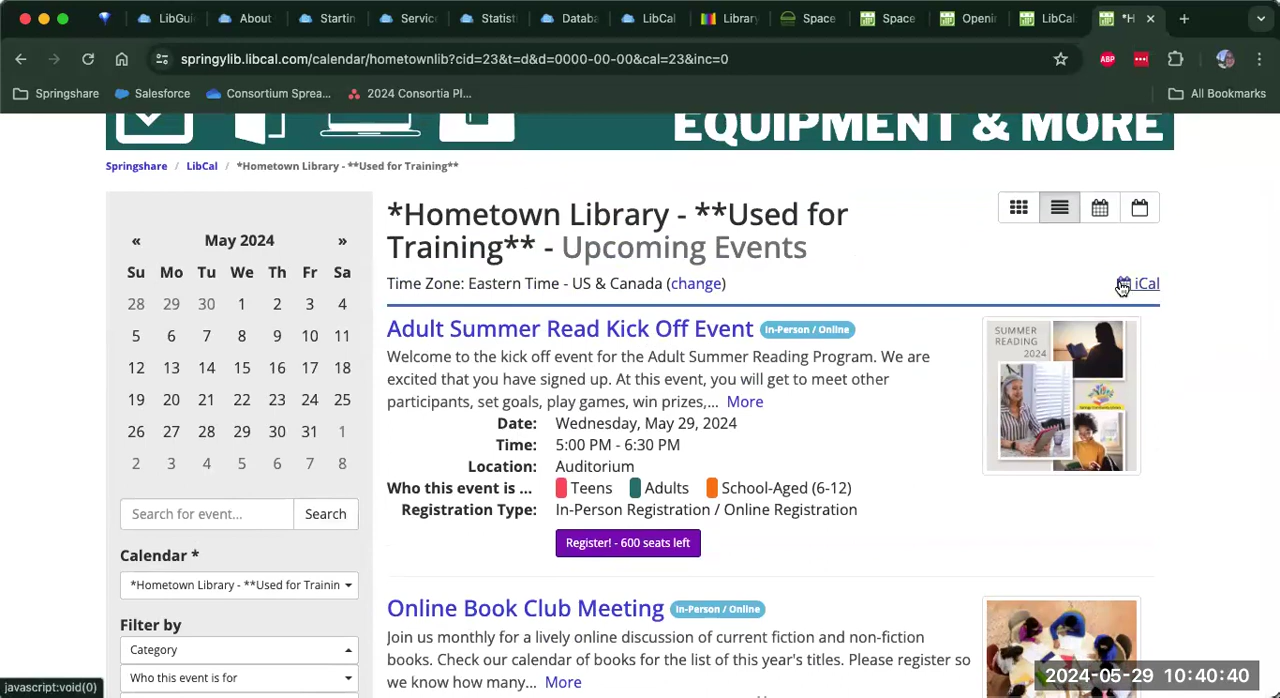 LibGui
About
Startin
Service
Statist
Databa
LibCal
Library
Space
Space
Openi
LibCal
*H
springylib.libcal.com/calendar/hometownlib?cid=23&t=d&d=0000-00-00&cal=23&inc=0
ABP
Springshare
Salesforce
Consortium Sprea...
2024 Consortia Pl...
All Bookmarks
EQUIPMENT & MORE
Springshare / LibCal / *Hometown Library - **Used for Training**
« May 2024 »
Su Mo Tu We Th Fr Sa
28 29 30 1 2 3 4
5 6 7 8 9 10 11
12 13 14 15 16 17 18
19 20 21 22 23 24 25
26 27 28 29 30 31 1
2 3 4 5 6 7 8
Search for event...
Search
Calendar *
*Hometown Library - **Used for Trainin
Filter by
Category
Who this event is for
*Hometown Library - **Used for
Training** - Upcoming Events
Time Zone: Eastern Time - US & Canada (change)
iCal
Adult Summer Read Kick Off Event In-Person / Online
Welcome to the kick off event for the Adult Summer Reading Program. We are
excited that you have signed up. At this event, you will get to meet other
participants, set goals, play games, win prizes,... More
Date: Wednesday, May 29, 2024
Time: 5:00 PM - 6:30 PM
Location: Auditorium
Who this event is ... Teens Adults School-Aged (6-12)
Registration Type: In-Person Registration / Online Registration
Register! - 600 seats left
SUMMER
READING
2024
Online Book Club Meeting In-Person / Online
Join us monthly for a lively online discussion of current fiction and non-fiction
books. Check our calendar of books for the list of this year's titles. Please register so
we know how many... More
javascript:void(0)
2024-05-29 10:40:40